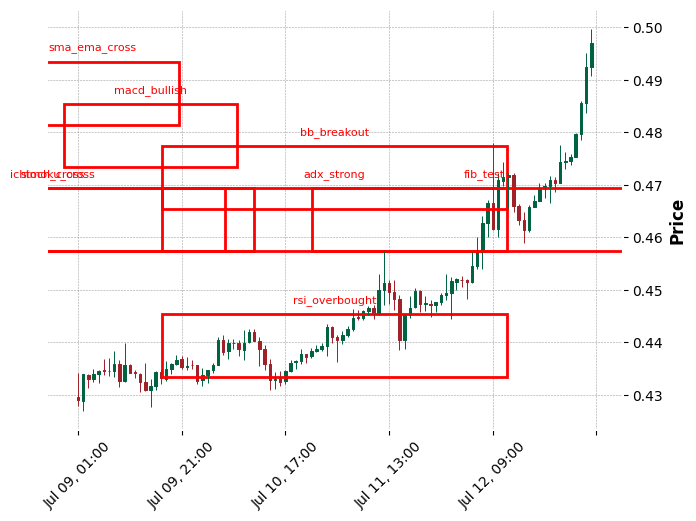 sma_ema_cross
macd_bullish
bb_breakout
adx_strong
fib_test
rsi_overbought
0.50
0.49
0.48
0.47
0.46
0.45
0.44
0.43
Price
Jul 09, 01:00
Jul 09, 21:00
Jul 10, 17:00
Jul 11, 13:00
Jul 12, 09:00